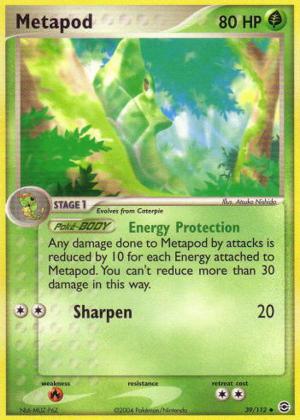 Metapod 80 HP
Illus. Atsuko Nishida
STAGE 1
Evolves from Caterpie
Poké-BODY Energy Protection
Any damage done to Metapod by attacks is
reduced by 10 for each Energy attached to
Metapod. You can't reduce more than 30
damage in this way.
Sharpen 20
weakness resistance retreat cost
©2004 Pokémon/Nintendo 39/112